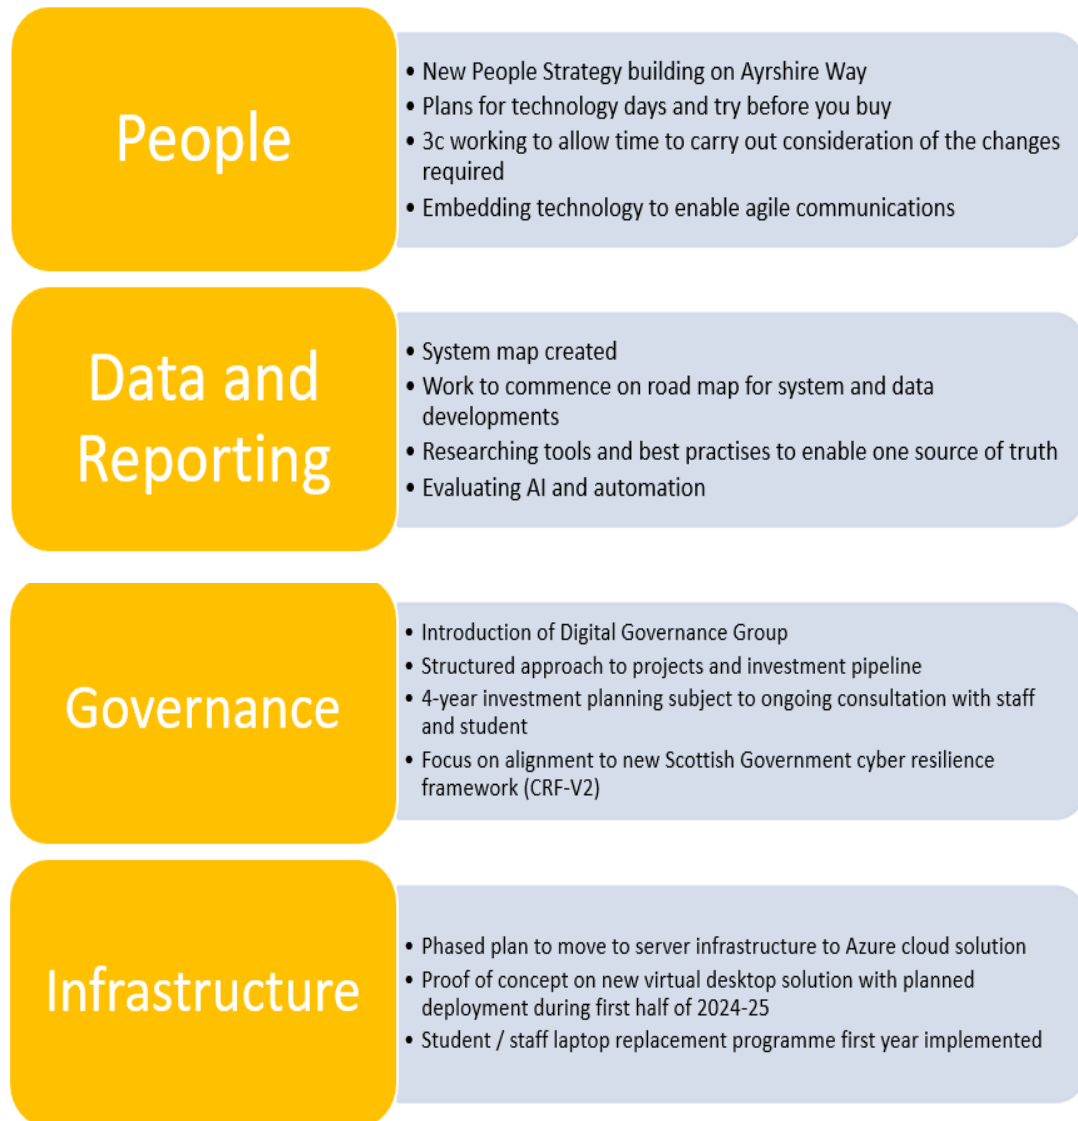 People
• New People Strategy building on Ayrshire Way
• Plans for technology days and try before you buy
• 3c working to allow time to carry out consideration of the changes
required
• Embedding technology to enable agile communications
Data and
Reporting
• System map created
• Work to commence on road map for system and data
developments
• Researching tools and best practises to enable one source of truth
• Evaluating AI and automation
Governance
• Introduction of Digital Governance Group
• Structured approach to projects and investment pipeline
• 4-year investment planning subject to ongoing consultation with staff
and student
• Focus on alignment to new Scottish Government cyber resilience
framework (CRF-V2)
Infrastructure
• Phased plan to move to server infrastructure to Azure cloud solution
• Proof of concept on new virtual desktop solution with planned
deployment during first half of 2024-25
• Student / staff laptop replacement programme first year implemented